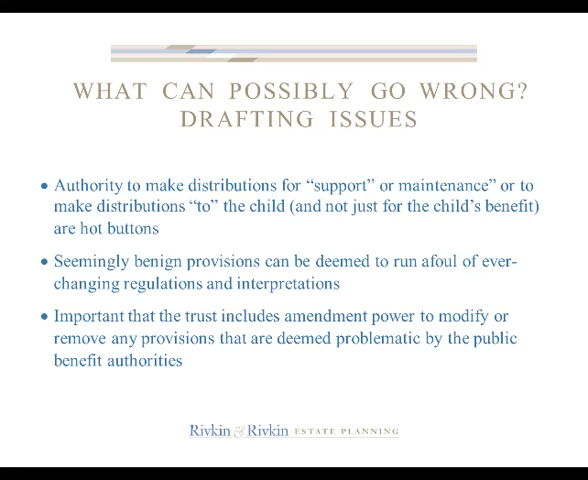 WHAT CAN POSSIBLY GO WRONG?
DRAFTING ISSUES
• Authority to make distributions for “support” or maintenance” or to
make distributions “to” the child (and not just for the child’s benefit)
are hot buttons
• Seemingly benign provisions can be deemed to run afoul of ever-
changing regulations and interpretations
• Important that the trust includes amendment power to modify or
remove any provisions that are deemed problematic by the public
benefit authorities
Rivkin & Rivkin ESTATE PLANNING